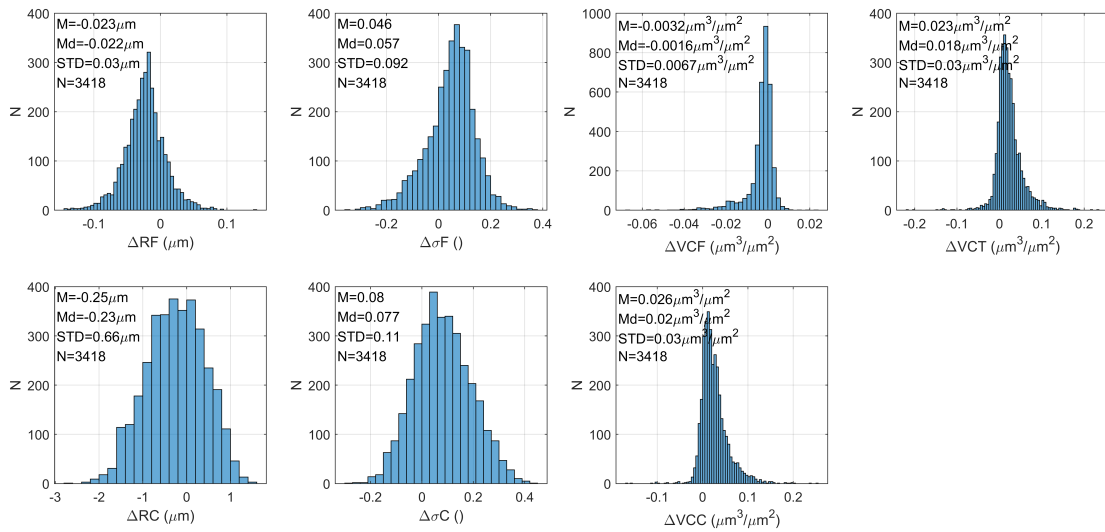 400
300
200
100
0
N
M=-0.023μm
Md=-0.022μm
STD=0.03μm
N=3418
-0.1 0 0.1
ΔRF (μm)
400
300
200
100
0
N
M=0.046
Md=0.057
STD=0.092
N=3418
-0.2 0 0.2 0.4
ΔσF ()
1000
800
600
400
200
0
N
M=-0.0032μm³/μm²
Md=-0.0016μm³/μm²
STD=0.0067μm³/μm²
N=3418
-0.06 -0.04 -0.02 0 0.02
ΔVCF (μm³/μm²)
400
300
200
100
0
N
M=0.023μm³/μm²
Md=0.018μm³/μm²
STD=0.03μm³/μm²
N=3418
-0.2 -0.1 0 0.1 0.2
ΔVCT (μm³/μm²)
400
300
200
100
0
N
M=-0.25μm
Md=-0.23μm
STD=0.66μm
N=3418
-3 -2 -1 0 1
ΔRC (μm)
400
300
200
100
0
N
M=0.08
Md=0.077
STD=0.11
N=3418
-0.2 0 0.2 0.4
ΔσC ()
400
300
200
100
0
N
M=0.026μm³/μm²
Md=0.02μm³/μm²
STD=0.03μm³/μm²
N=3418
-0.1 0 0.1 0.2
ΔVCC (μm³/μm²)